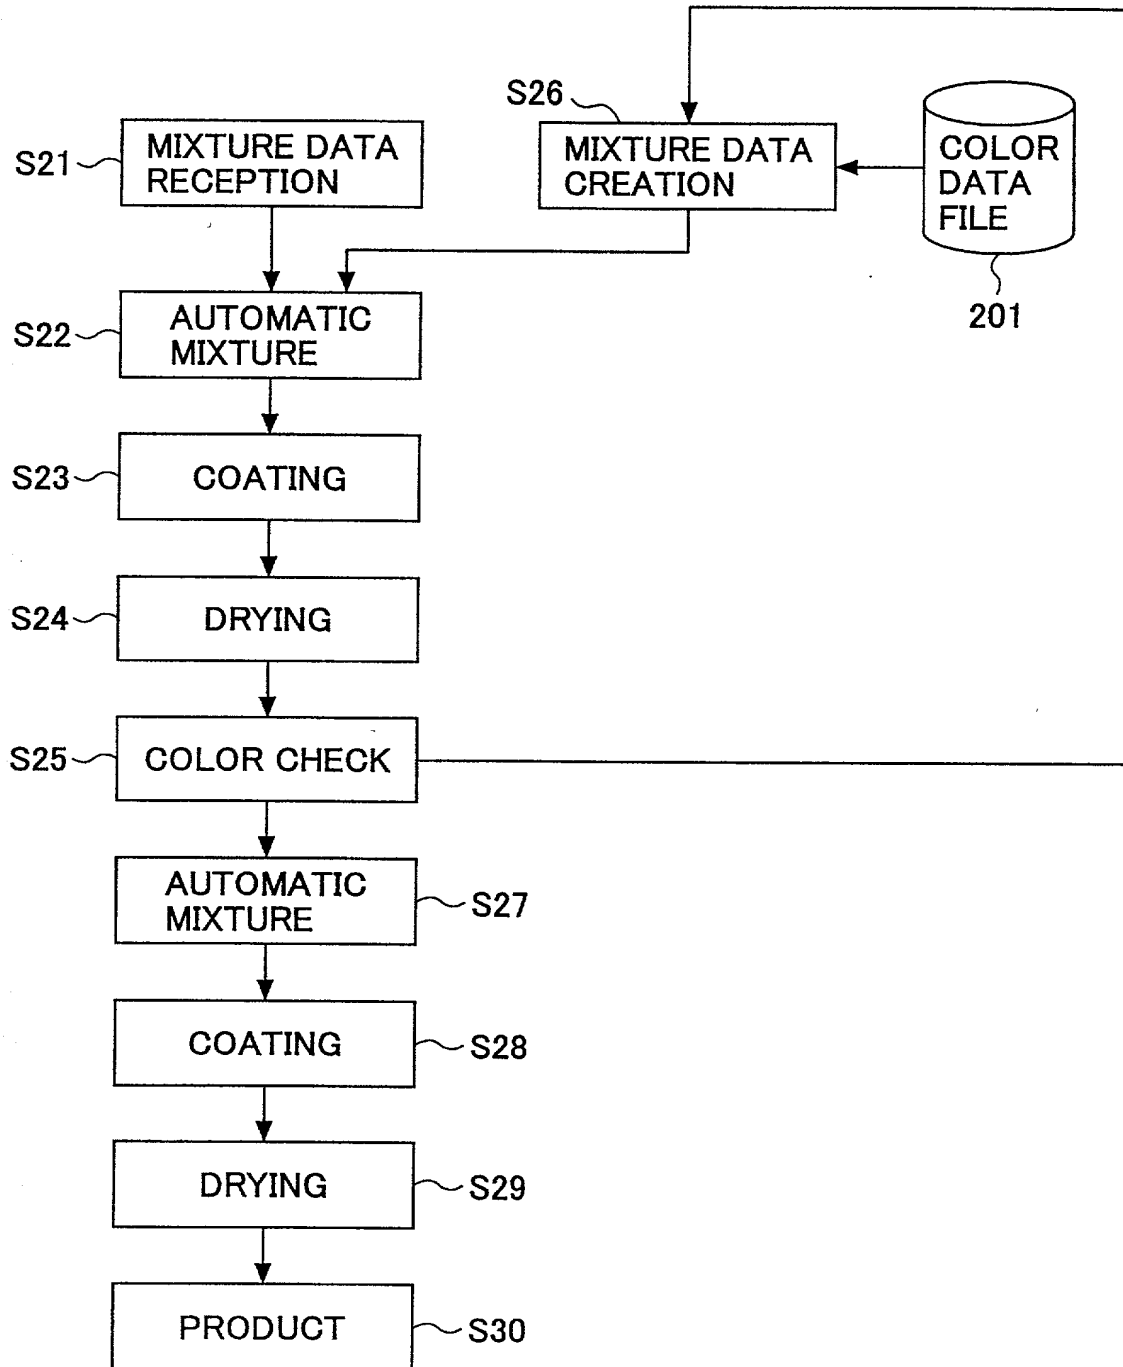 S26
S21
MIXTURE DATA
RECEPTION
MIXTURE DATA
CREATION
COLOR
DATA
FILE
201
S22
AUTOMATIC
MIXTURE
S23
COATING
S24
DRYING
S25
COLOR CHECK
AUTOMATIC
MIXTURE
S27
COATING
S28
DRYING
S29
PRODUCT
S30